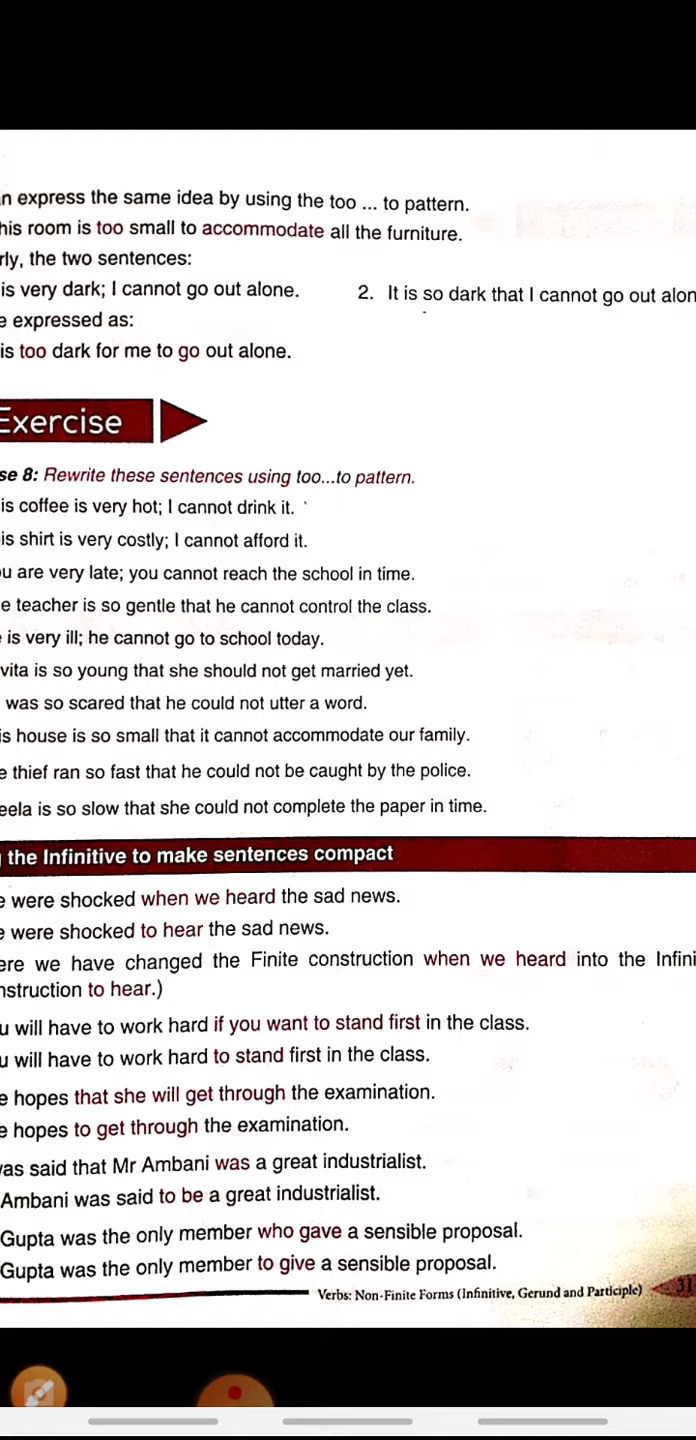 n express the same idea by using the too ... to pattern.
his room is too small to accommodate all the furniture.
rly, the two sentences:
is very dark; I cannot go out alone. 2. It is so dark that I cannot go out alon
e expressed as:
is too dark for me to go out alone.
Exercise
se 8: Rewrite these sentences using too...to pattern.
is coffee is very hot; I cannot drink it.
is shirt is very costly; I cannot afford it.
u are very late; you cannot reach the school in time.
e teacher is so gentle that he cannot control the class.
is very ill; he cannot go to school today.
vita is so young that she should not get married yet.
was so scared that he could not utter a word.
is house is so small that it cannot accommodate our family.
e thief ran so fast that he could not be caught by the police.
eela is so slow that she could not complete the paper in time.
the Infinitive to make sentences compact
e were shocked when we heard the sad news.
e were shocked to hear the sad news.
ere we have changed the Finite construction when we heard into the Infini
nstruction to hear.)
u will have to work hard if you want to stand first in the class.
u will have to work hard to stand first in the class.
e hopes that she will get through the examination.
e hopes to get through the examination.
as said that Mr Ambani was a great industrialist.
Ambani was said to be a great industrialist.
Gupta was the only member who gave a sensible proposal.
Gupta was the only member to give a sensible proposal.
Verbs: Non-Finite Forms (Infinitive, Gerund and Participle) 31